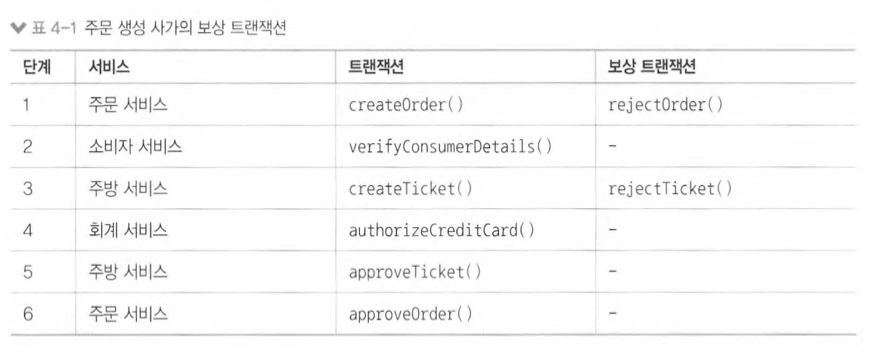 표 4-1 주문 생성 사가의 보상 트랜잭션
단계 서비스 트랜잭션 보상 트랜잭션
1 주문 서비스 createOrder() rejectOrder()
2 소비자 서비스 verifyConsumerDetails() -
3 주방 서비스 createTicket() rejectTicket()
4 회계 서비스 authorizeCreditCard() -
5 주방 서비스 approveTicket() -
6 주문 서비스 approveOrder() -